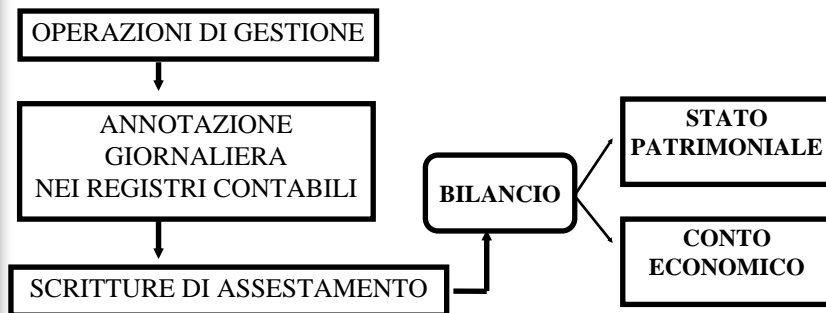 OPERAZIONI DI GESTIONE
ANNOTAZIONE
GIORNALIERA
NEI REGISTRI CONTABILI
SCRITTURE DI ASSESTAMENTO
BILANCIO
STATO
PATRIMONIALE
CONTO
ECONOMICO